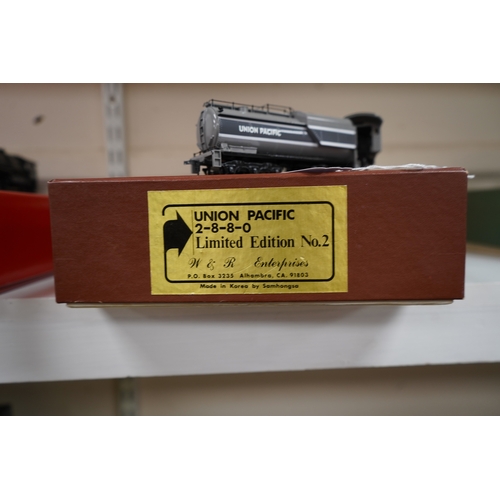 UNION PACIFIC
UNION PACIFIC
2-8-8-0
Limited Edition No.2
W & R Enterprises
P.O. Box 3235 Alhambra, CA. 91803
Made in Korea by Samhongsa